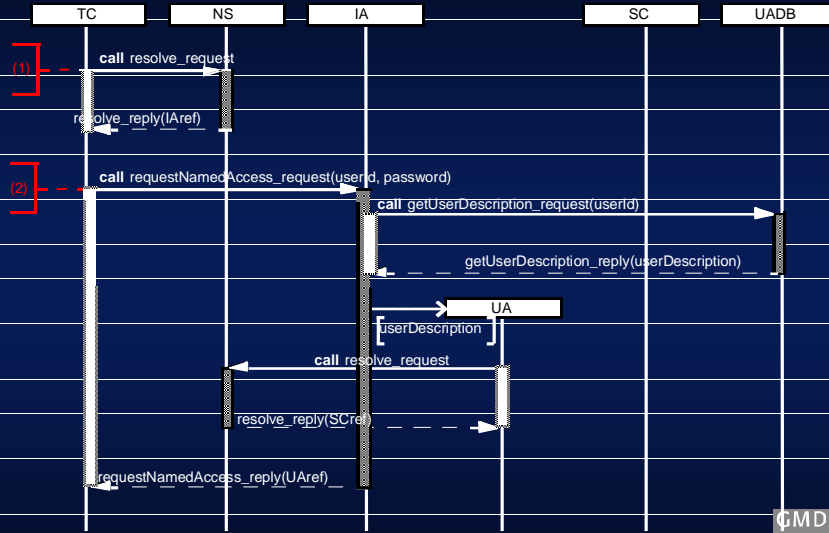 TC
NS
IA
SC
UADB
(1)
call resolve_request
resolve_reply(IAref)
(2)
call requestNamedAccess_request(userId, password)
call getUserDescription_request(userId)
getUserDescription_reply(userDescription)
UA
userDescription
call resolve_request
resolve_reply(SCref)
requestNamedAccess_reply(UAref)
GMD